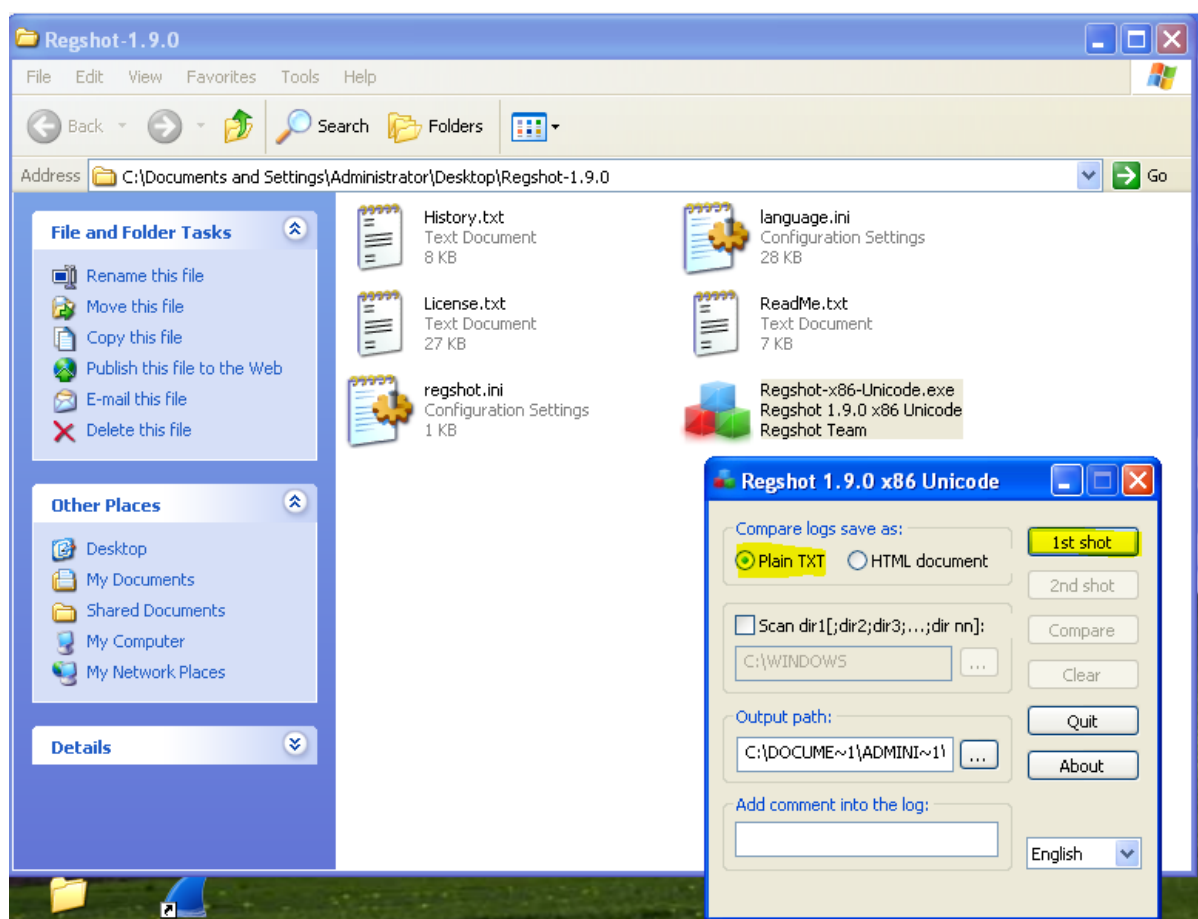 Regshot-1.9.0
File Edit View Favorites Tools Help
Back Search Folders
Address C:\Documents and Settings\Administrator\Desktop\Regshot-1.9.0 Go
File and Folder Tasks
Rename this file
Move this file
Copy this file
Publish this file to the Web
E-mail this file
Delete this file
Other Places
Desktop
My Documents
Shared Documents
My Computer
My Network Places
Details
History.txt
Text Document
8 KB
language.ini
Configuration Settings
28 KB
License.txt
Text Document
27 KB
ReadMe.txt
Text Document
7 KB
regshot.ini
Configuration Settings
1 KB
Regshot-x86-Unicode.exe
Regshot 1.9.0 x86 Unicode
Regshot Team
Regshot 1.9.0 x86 Unicode
Compare logs save as:
Plain TXT HTML document
1st shot
2nd shot
Scan dir1[;dir2;dir3;...;dir nn]:
C:\WINDOWS ...
Compare
Clear
Output path:
C:\DOCUME~1\ADMINI~1\ ...
Quit
About
Add comment into the log:
English